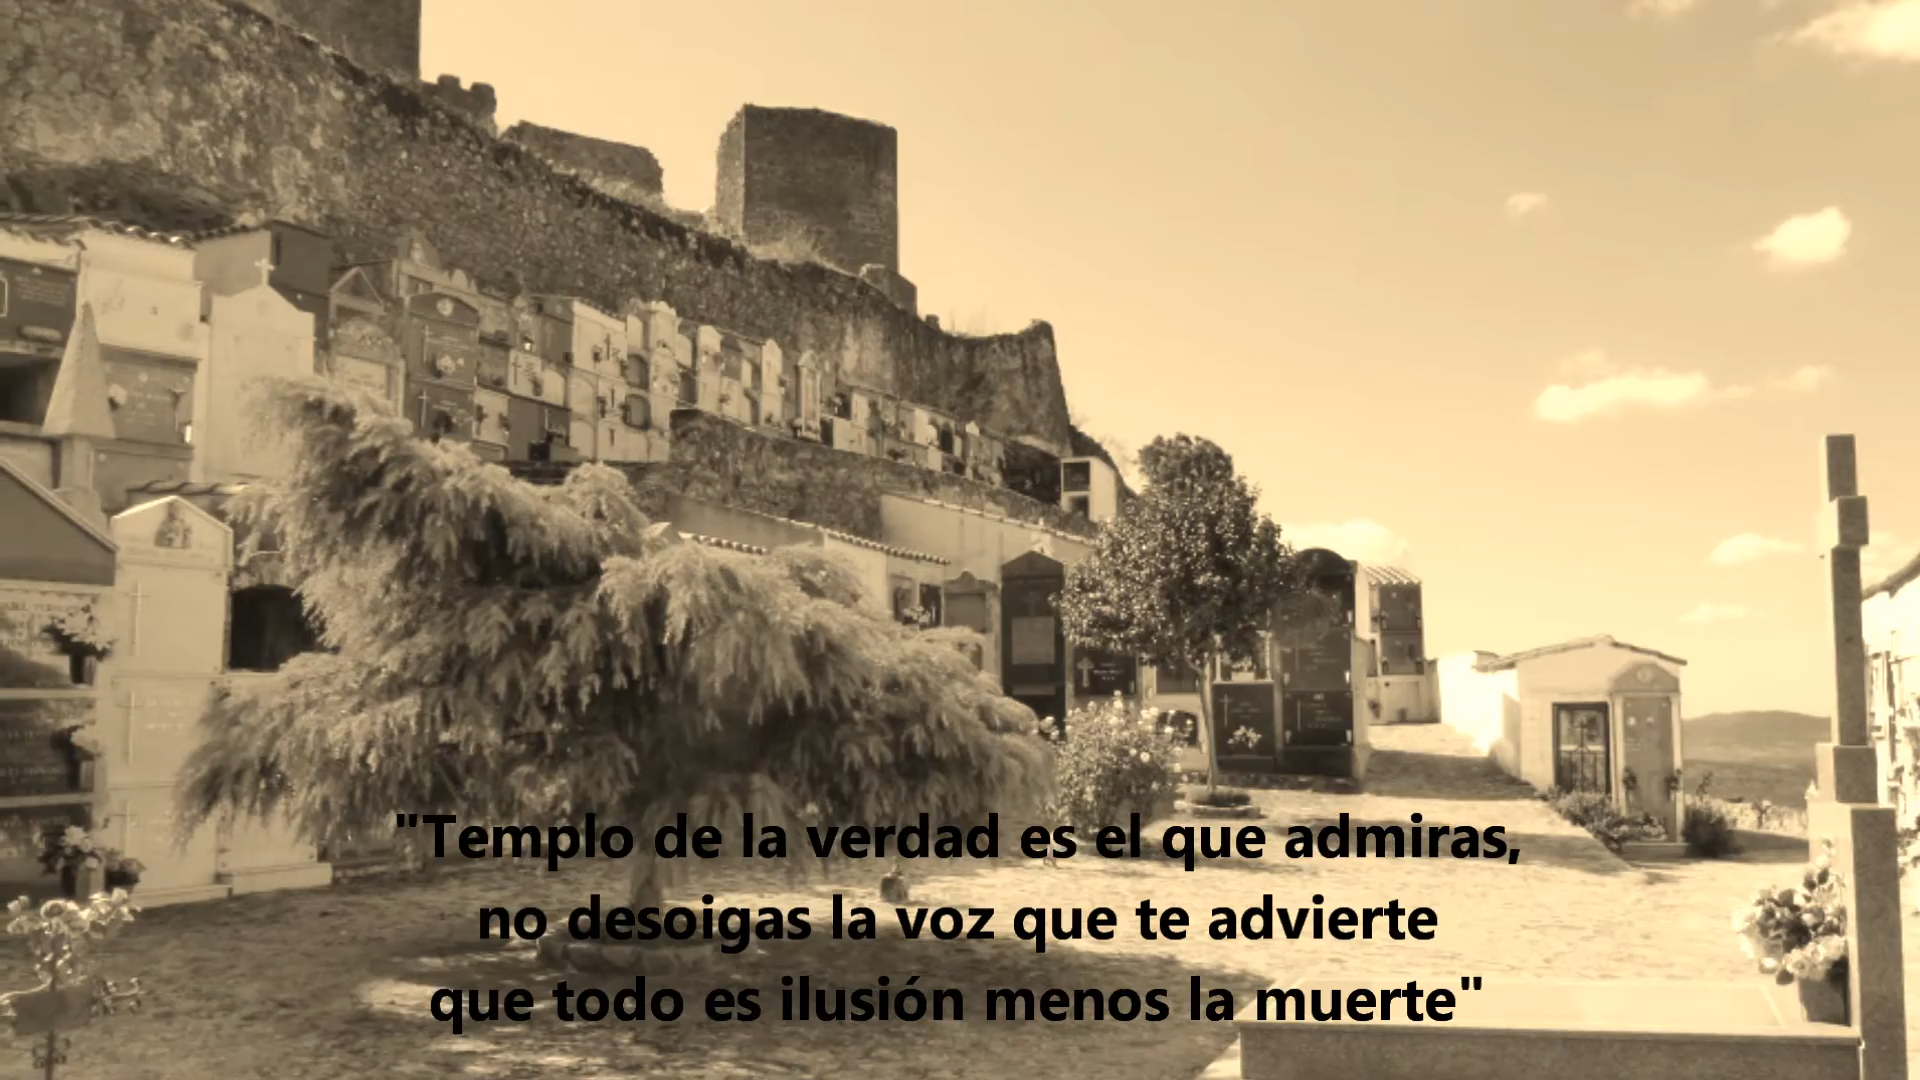 "Templo de la verdad es el que admiras,
no desoigas la voz que te advierte
que todo es ilusión menos la muerte"